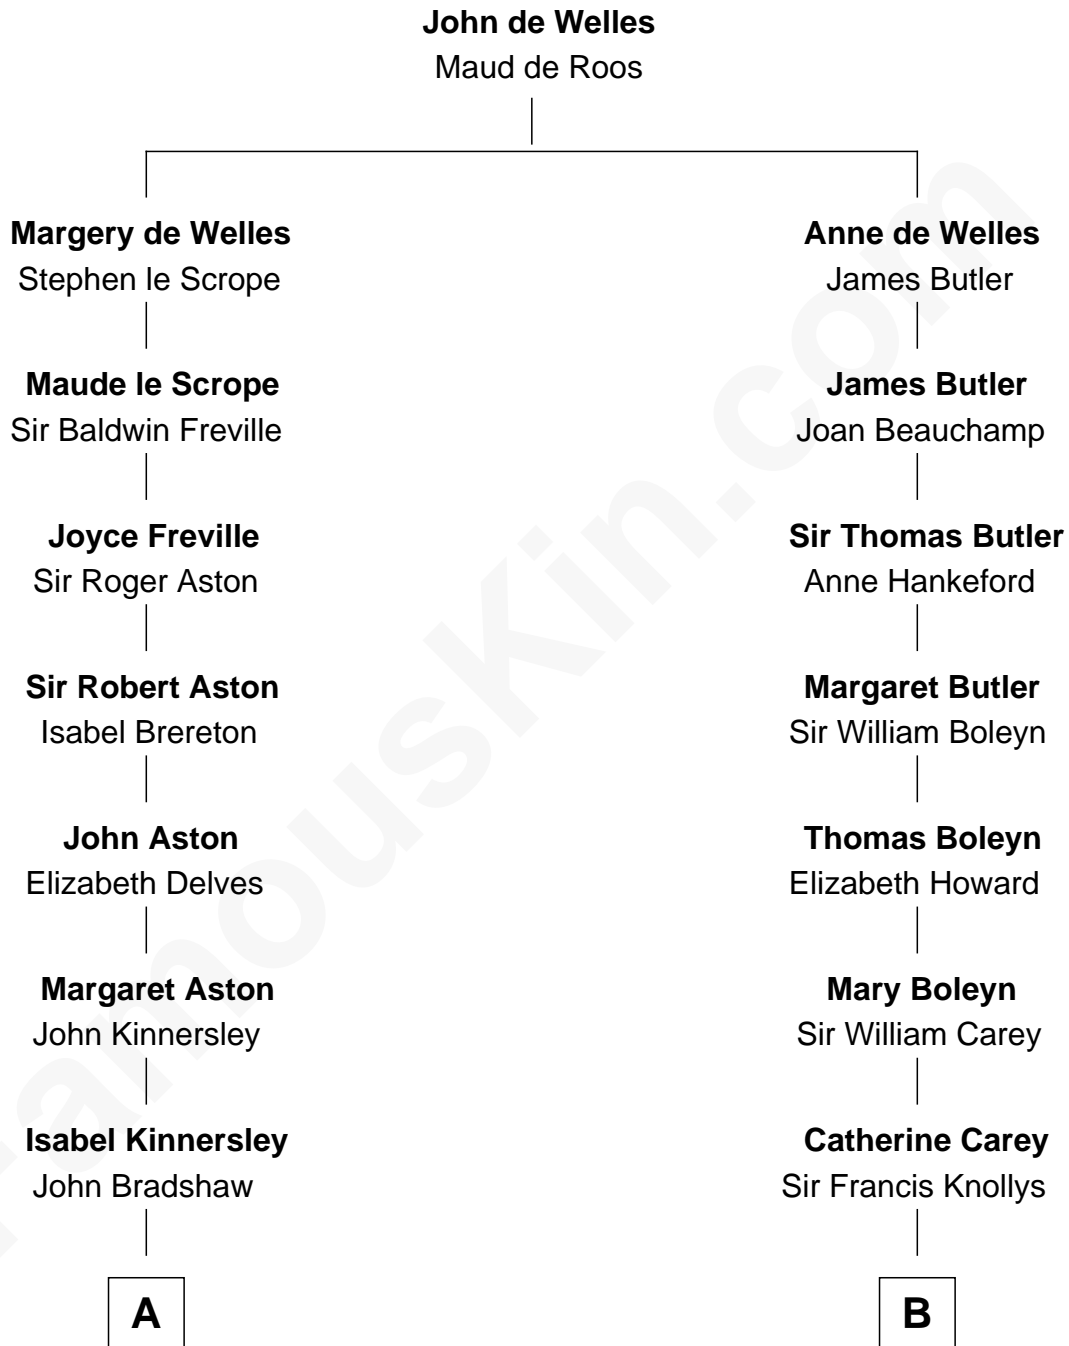 John de Welles
Maud de Roos
Margery de Welles
Stephen le Scrope
Maude le Scrope
Sir Baldwin Freville
Joyce Freville
Sir Roger Aston
Sir Robert Aston
Isabel Brereton
John Aston
Elizabeth Delves
Margaret Aston
John Kinnersley
Isabel Kinnersley
John Bradshaw
A
Anne de Welles
James Butler
James Butler
Joan Beauchamp
Sir Thomas Butler
Anne Hankeford
Margaret Butler
Sir William Boleyn
Thomas Boleyn
Elizabeth Howard
Mary Boleyn
Sir William Carey
Catherine Carey
Sir Francis Knollys
B
FamousKin.com